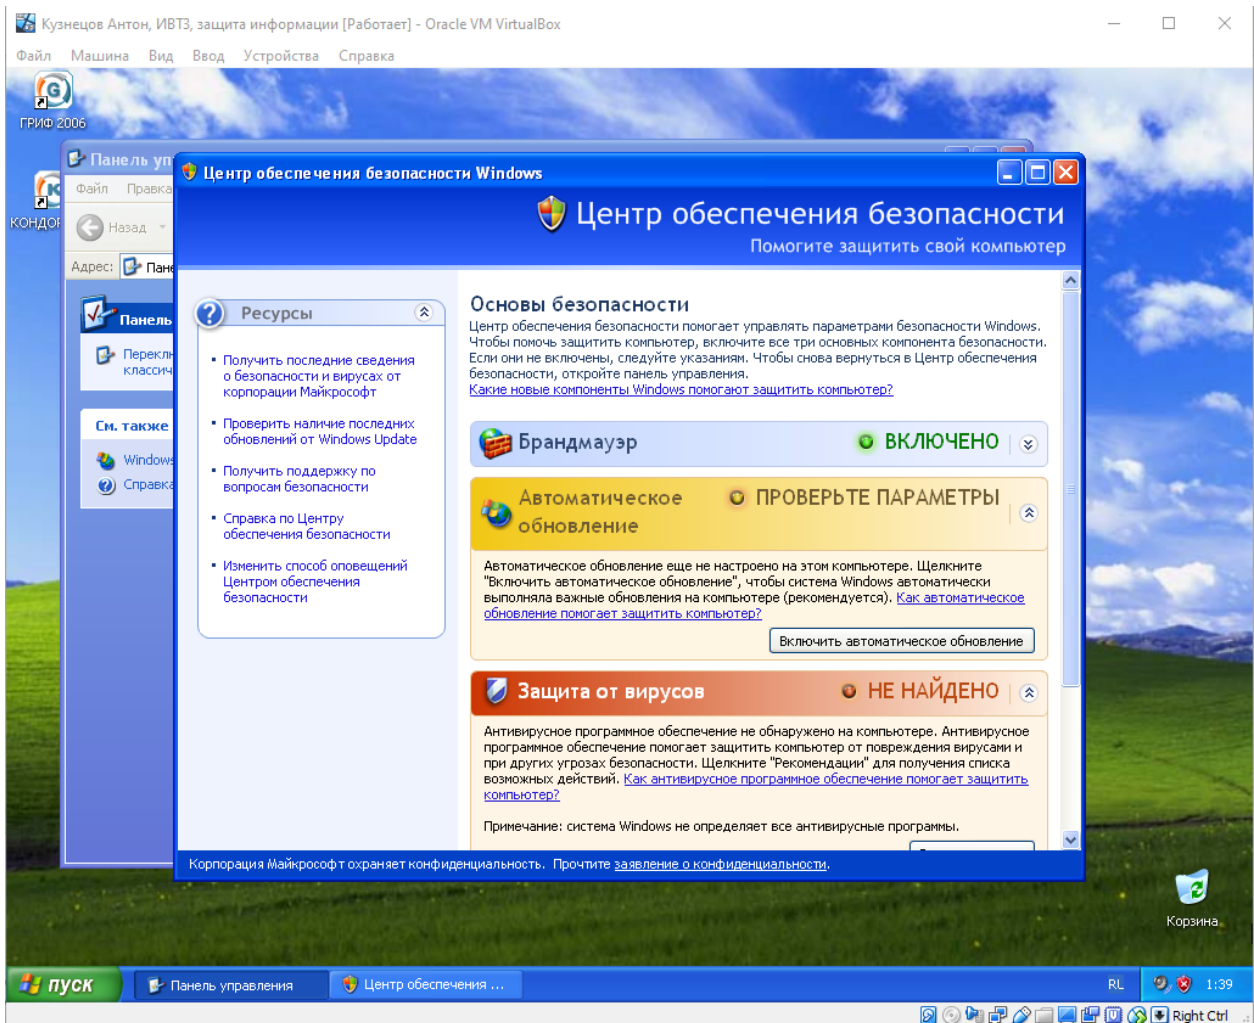 Кузнецов Антон, ИВТЗ, защита информации [Работает] - Oracle VM VirtualBox
Файл Машина Вид Ввод Устройства Справка
ГРИФ 2006
Панель
Центр обеспечения безопасности Windows
Файл Правка
Центр обеспечения безопасности
Помогите защитить свой компьютер
Назад
Адрес:
Ресурсы
Получить последние сведения
о безопасности и вирусах от
корпорации Майкрософт
Проверить наличие последних
обновлений от Windows Update
Получить поддержку по
вопросам безопасности
Справка по Центру
обеспечения безопасности
Изменить способ оповещений
Центром обеспечения
безопасности
Панель
См. также
Windows
Справка
Основы безопасности
Центр обеспечения безопасности помогает управлять параметрами безопасности Windows.
Чтобы помочь защитить компьютер, включите все три основных компонента безопасности.
Если они не включены, следуйте указаниям. Чтобы снова вернуться в Центр обеспечения
безопасности, откройте панель управления.
Какие новые компоненты Windows помогают защитить компьютер?
Брандмауэр ВКЛЮЧЕНО
Автоматическое ПРОВЕРЬТЕ ПАРАМЕТРЫ
обновление
Автоматическое обновление еще не настроено на этом компьютере. Щелкните
"Включить автоматическое обновление", чтобы система Windows автоматически
выполняла важные обновления на компьютере (рекомендуется). Как автоматическое
обновление помогает защитить компьютер?
Включить автоматическое обновление
Защита от вирусов НЕ НАЙДЕНО
Антивирусное программное обеспечение не обнаружено на компьютере. Антивирусное
программное обеспечение помогает защитить компьютер от повреждения вирусами и
при других угрозах безопасности. Щелкните "Рекомендации" для получения списка
возможных действий. Как антивирусное программное обеспечение помогает защитить
компьютер?
Примечание: система Windows не определяет все антивирусные программы.
Корпорация Майкрософт охраняет конфиденциальность. Прочтите заявление о конфиденциальности.
Корзина
пуск Панель управления Центр обеспечения ... RL 1:39
Right Ctrl